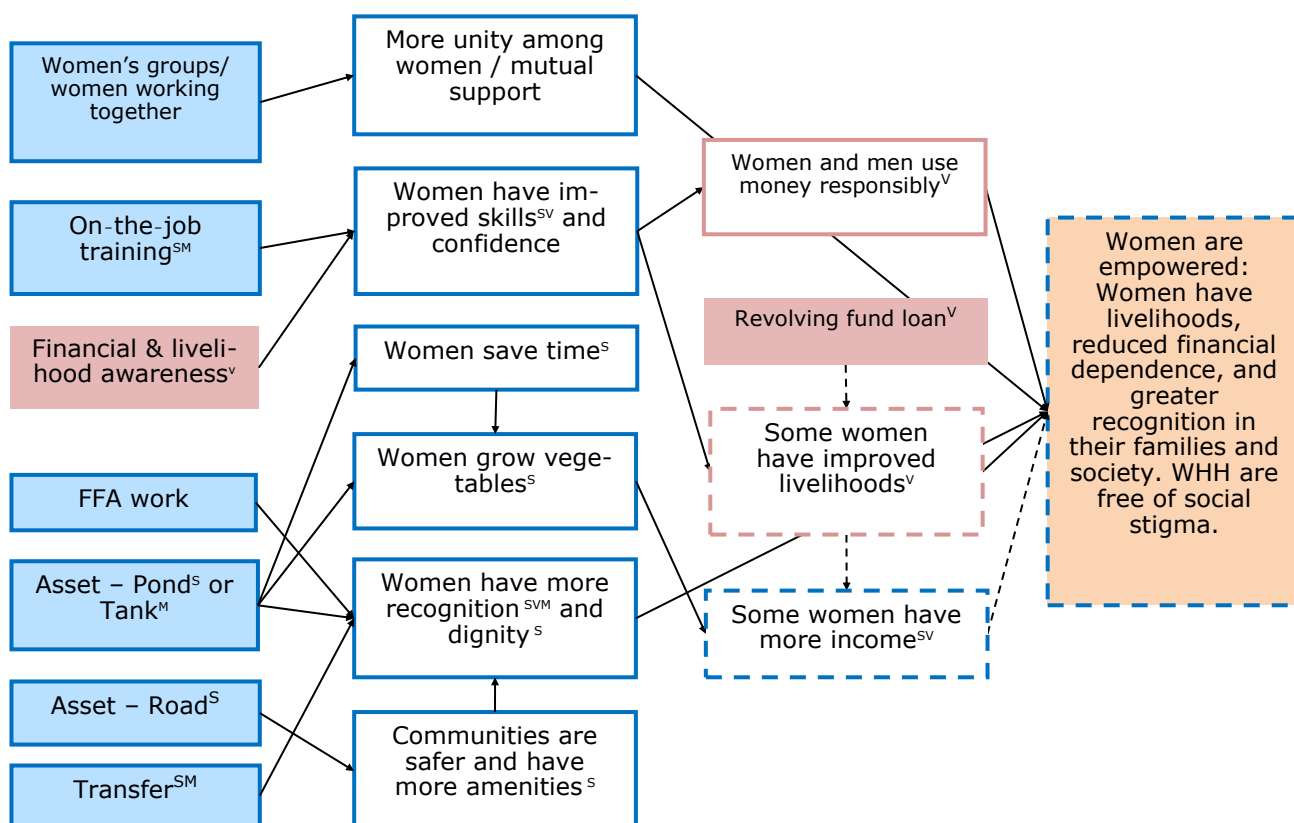 Women's groups/
women working
together
More unity among
women / mutual
support
On-the-job
training^SM
Women have im-
proved skills^SV and
confidence
Women and men use
money responsibly^V
Financial & liveli-
hood awareness^v
Women save time^S
Revolving fund loan^V
Women are
empowered:
Women have
livelihoods,
reduced financial
dependence, and
greater
recognition in
their families and
society. WHH are
free of social
stigma.
FFA work
Women grow vege-
tables^S
Some women
have improved
livelihoods^V
Asset – Pond^S or
Tank^M
Women have more
recognition ^SVM and
dignity ^S
Some women have
more income^SV
Asset – Road^S
Communities are
safer and have
more amenities ^S
Transfer^SM